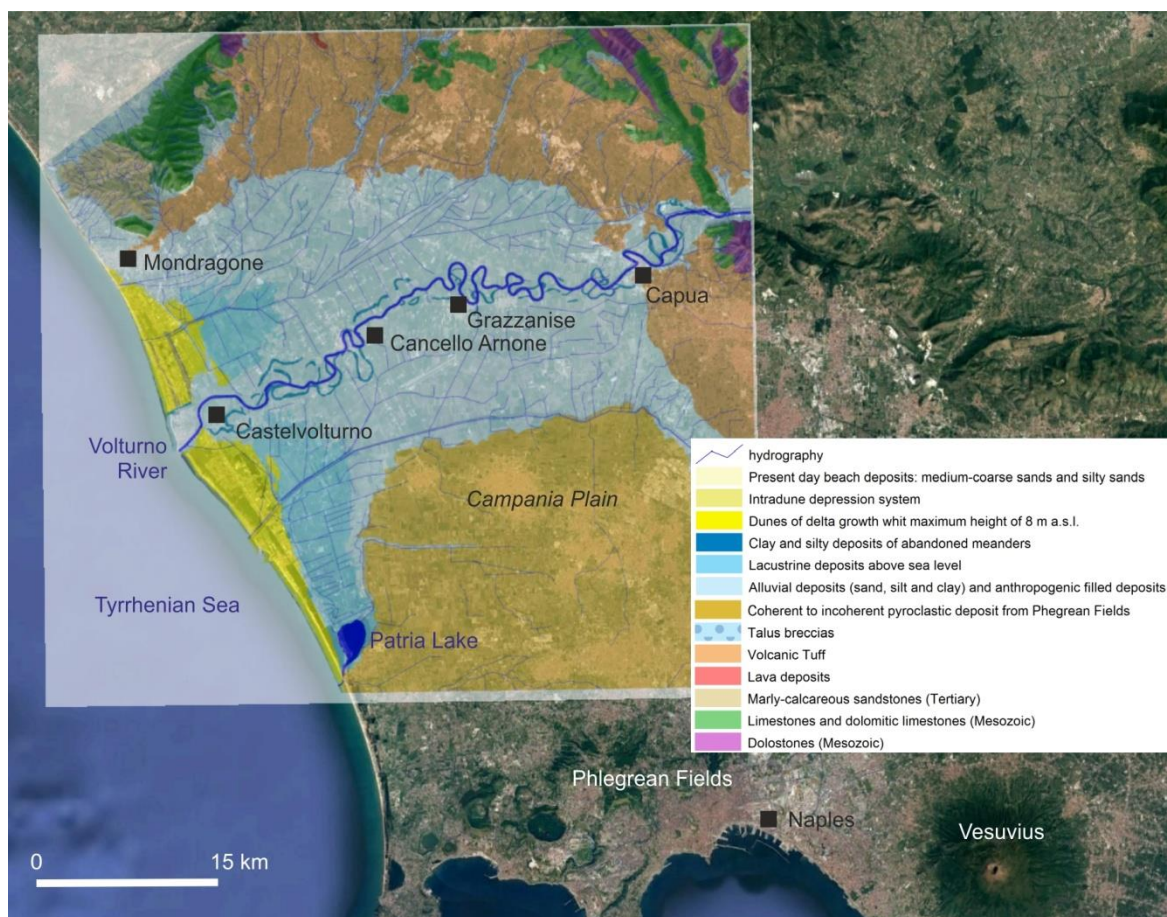 Mondragone
Capua
Grazzanise
Cancello Arnone
Castelvolturno
Volturno
River
Campania Plain
Tyrrhenian Sea
Patria Lake
hydrography
Present day beach deposits: medium-coarse sands and silty sands
Intradune depression system
Dunes of delta growth whit maximum height of 8 m a.s.l.
Clay and silty deposits of abandoned meanders
Lacustrine deposits above sea level
Alluvial deposits (sand, silt and clay) and anthropogenic filled deposits
Coherent to incoherent pyroclastic deposit from Phegrean Fields
Talus breccias
Volcanic Tuff
Lava deposits
Marly-calcareous sandstones (Tertiary)
Limestones and dolomitic limestones (Mesozoic)
Dolostones (Mesozoic)
Phlegrean Fields
Naples
Vesuvius
0 15 km